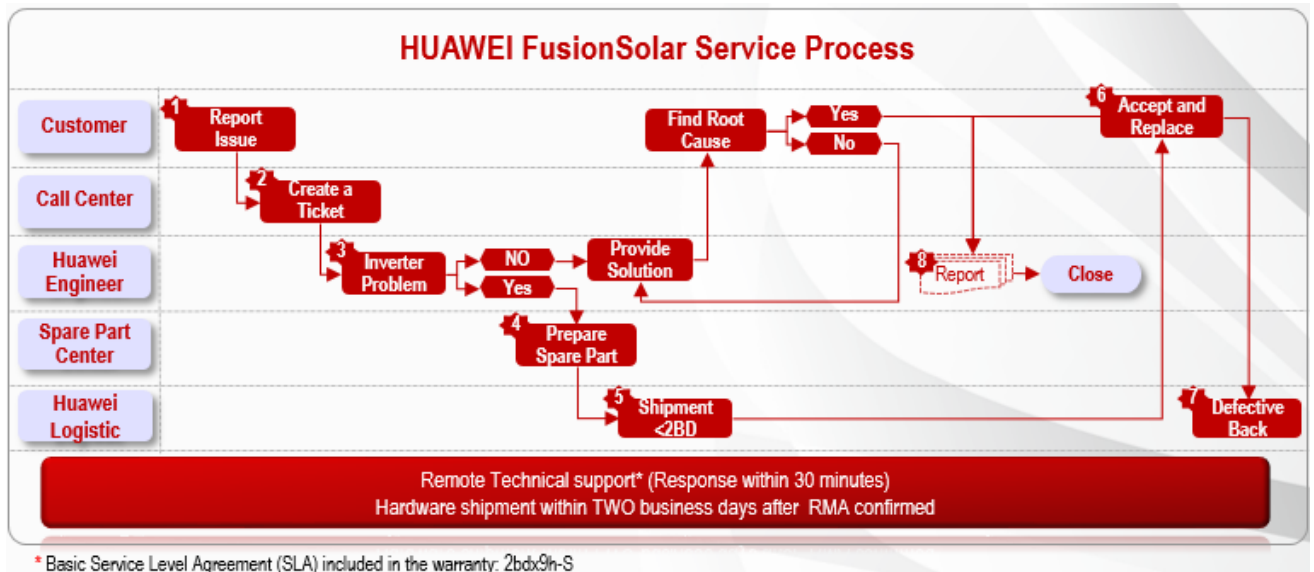 HUAWEI FusionSolar Service Process
Customer
1
Report
Issue
Find Root
Cause
Yes
No
6
Accept and
Replace
Call Center
2
Create a
Ticket
Huawei
Engineer
3
Inverter
Problem
NO
Yes
Provide
Solution
8
Report
Close
Spare Part
Center
4
Prepare
Spare Part
Huawei
Logistic
5
Shipment
<2BD
7
Defective
Back
Remote Technical support* (Response within 30 minutes)
Hardware shipment within TWO business days after RMA confirmed
* Basic Service Level Agreement (SLA) included in the warranty: 2bdx9h-S